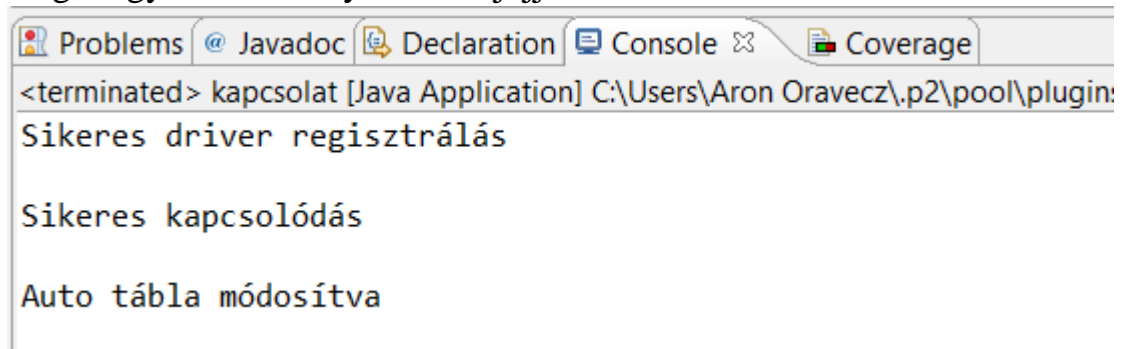 Problems @ Javadoc Declaration Console Coverage
<terminated> kapcsolat [Java Application] C:\Users\Aron Oravecz\.p2\pool\plugins
Sikeres driver regisztrálás
Sikeres kapcsolódás
Auto tábla módosítva